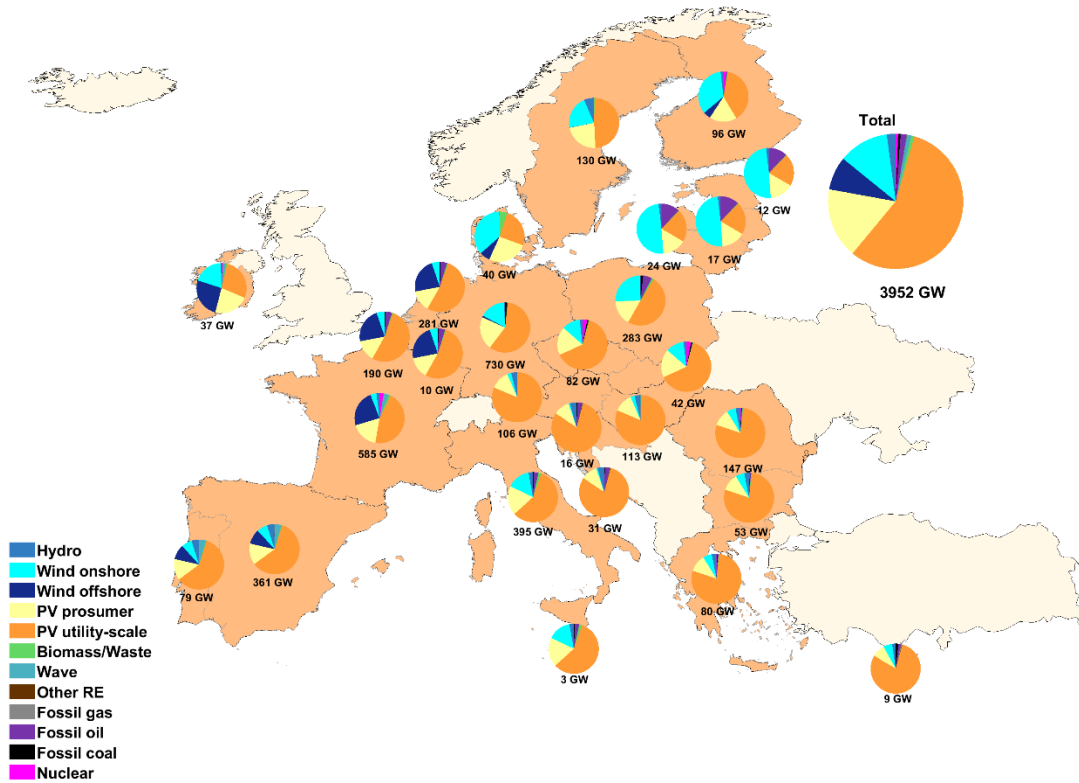 96 GW
Total
130 GW
12 GW
17 GW
24 GW
40 GW
3952 GW
37 GW
281 GW
283 GW
190 GW
10 GW
730 GW
82 GW
42 GW
106 GW
585 GW
16 GW
113 GW
147 GW
395 GW
31 GW
53 GW
79 GW
361 GW
80 GW
3 GW
9 GW
Hydro
Wind onshore
Wind offshore
PV prosumer
PV utility-scale
Biomass/Waste
Wave
Other RE
Fossil gas
Fossil oil
Fossil coal
Nuclear